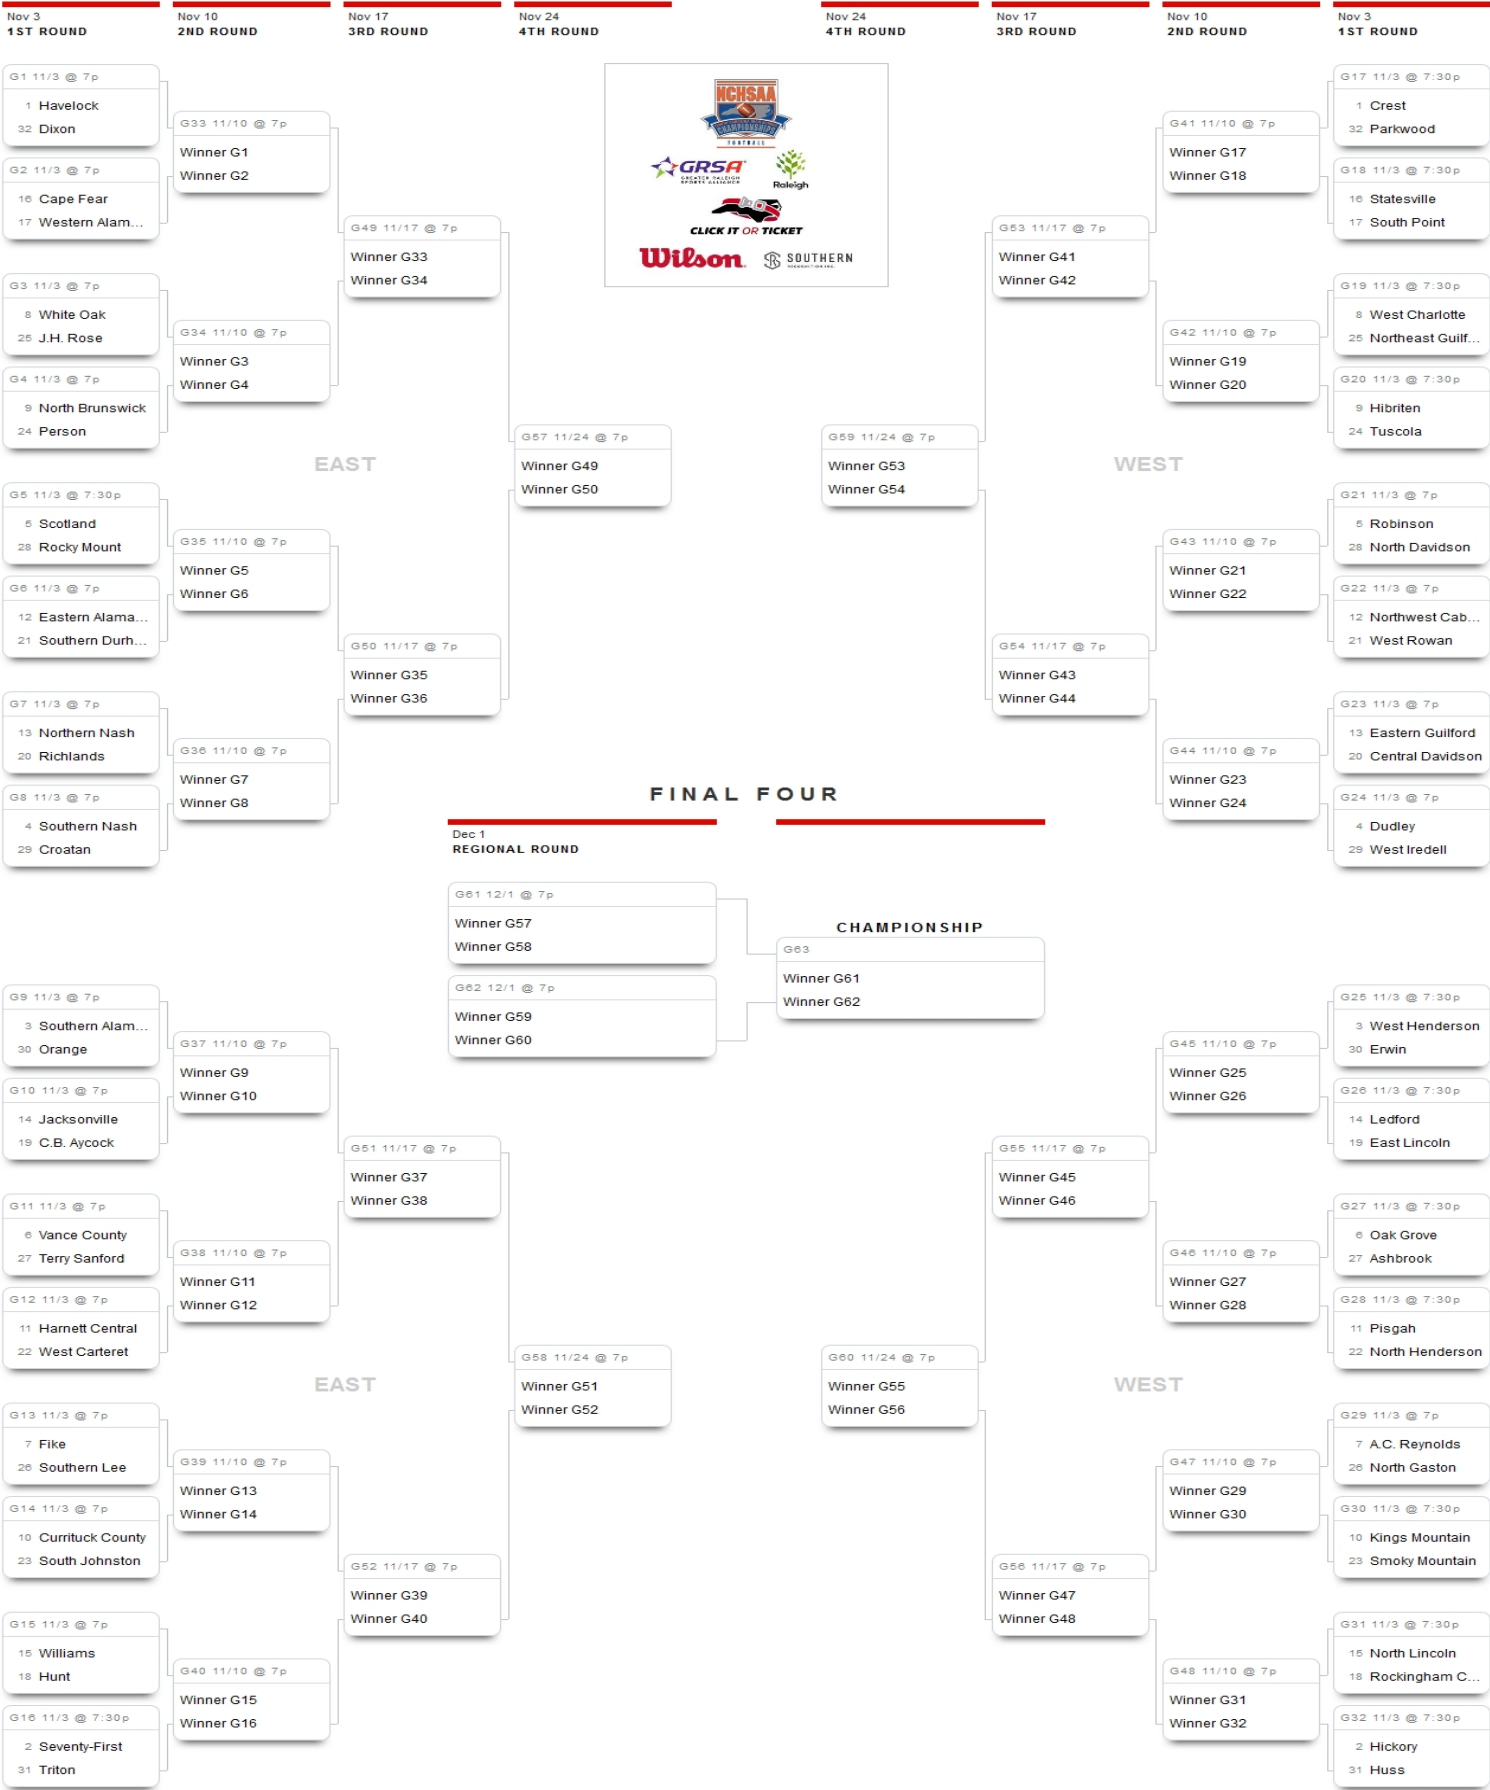 Nov 3
1ST ROUND
Nov 10
2ND ROUND
Nov 17
3RD ROUND
Nov 24
4TH ROUND
Nov 24
4TH ROUND
Nov 17
3RD ROUND
Nov 10
2ND ROUND
Nov 3
1ST ROUND
G1 11/3 @ 7p
1 Havelock
32 Dixon
G2 11/3 @ 7p
16 Cape Fear
17 Western Alam...
G3 11/3 @ 7p
8 White Oak
25 J.H. Rose
G4 11/3 @ 7p
9 North Brunswick
24 Person
G5 11/3 @ 7:30p
5 Scotland
28 Rocky Mount
G6 11/3 @ 7p
12 Eastern Alama...
21 Southern Durh...
G7 11/3 @ 7p
13 Northern Nash
20 Richlands
G8 11/3 @ 7p
4 Southern Nash
29 Croatan
G33 11/10 @ 7p
Winner G1
Winner G2
G34 11/10 @ 7p
Winner G3
Winner G4
G35 11/10 @ 7p
Winner G5
Winner G6
G36 11/10 @ 7p
Winner G7
Winner G8
G49 11/17 @ 7p
Winner G33
Winner G34
EAST
G50 11/17 @ 7p
Winner G35
Winner G36
G57 11/24 @ 7p
Winner G49
Winner G50
NCHSAA
CHAMPIONSHIPS
FOOTBALL
GRSA
GREATER RALEIGH
SPORTS ALLIANCE
Raleigh
CLICK IT OR TICKET
Wilson
SOUTHERN
RECOGNITION INC.
G59 11/24 @ 7p
Winner G53
Winner G54
G53 11/17 @ 7p
Winner G41
Winner G42
WEST
G54 11/17 @ 7p
Winner G43
Winner G44
G41 11/10 @ 7p
Winner G17
Winner G18
G42 11/10 @ 7p
Winner G19
Winner G20
G43 11/10 @ 7p
Winner G21
Winner G22
G44 11/10 @ 7p
Winner G23
Winner G24
G17 11/3 @ 7:30p
1 Crest
32 Parkwood
G18 11/3 @ 7:30p
16 Statesville
17 South Point
G19 11/3 @ 7:30p
8 West Charlotte
25 Northeast Guilf...
G20 11/3 @ 7:30p
9 Hibriten
24 Tuscola
G21 11/3 @ 7p
5 Robinson
28 North Davidson
G22 11/3 @ 7p
12 Northwest Cab...
21 West Rowan
G23 11/3 @ 7p
13 Eastern Guilford
20 Central Davidson
G24 11/3 @ 7p
4 Dudley
29 West Iredell
FINAL FOUR
Dec 1
REGIONAL ROUND
G61 12/1 @ 7p
Winner G57
Winner G58
G62 12/1 @ 7p
Winner G59
Winner G60
CHAMPIONSHIP
G63
Winner G61
Winner G62
G9 11/3 @ 7p
3 Southern Alam...
30 Orange
G10 11/3 @ 7p
14 Jacksonville
19 C.B. Aycock
G11 11/3 @ 7p
6 Vance County
27 Terry Sanford
G12 11/3 @ 7p
11 Harnett Central
22 West Carteret
G13 11/3 @ 7p
7 Fike
26 Southern Lee
G14 11/3 @ 7p
10 Currituck County
23 South Johnston
G15 11/3 @ 7p
15 Williams
18 Hunt
G16 11/3 @ 7:30p
2 Seventy-First
31 Triton
G37 11/10 @ 7p
Winner G9
Winner G10
G38 11/10 @ 7p
Winner G11
Winner G12
G39 11/10 @ 7p
Winner G13
Winner G14
G40 11/10 @ 7p
Winner G15
Winner G16
G51 11/17 @ 7p
Winner G37
Winner G38
EAST
G52 11/17 @ 7p
Winner G39
Winner G40
G58 11/24 @ 7p
Winner G51
Winner G52
G60 11/24 @ 7p
Winner G55
Winner G56
G55 11/17 @ 7p
Winner G45
Winner G46
WEST
G56 11/17 @ 7p
Winner G47
Winner G48
G45 11/10 @ 7p
Winner G25
Winner G26
G46 11/10 @ 7p
Winner G27
Winner G28
G47 11/10 @ 7p
Winner G29
Winner G30
G48 11/10 @ 7p
Winner G31
Winner G32
G25 11/3 @ 7:30p
3 West Henderson
30 Erwin
G26 11/3 @ 7:30p
14 Ledford
19 East Lincoln
G27 11/3 @ 7:30p
6 Oak Grove
27 Ashbrook
G28 11/3 @ 7:30p
11 Pisgah
22 North Henderson
G29 11/3 @ 7p
7 A.C. Reynolds
26 North Gaston
G30 11/3 @ 7:30p
10 Kings Mountain
23 Smoky Mountain
G31 11/3 @ 7:30p
15 North Lincoln
18 Rockingham C...
G32 11/3 @ 7:30p
2 Hickory
31 Huss